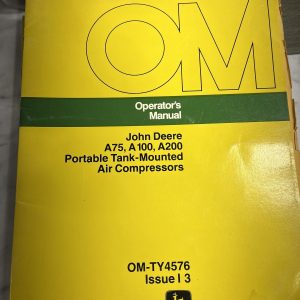 OM
Operator's
Manual
John Deere
A75, A100, A200
Portable Tank-Mounted
Air Compressors
OM-TY4576
Issue I 3